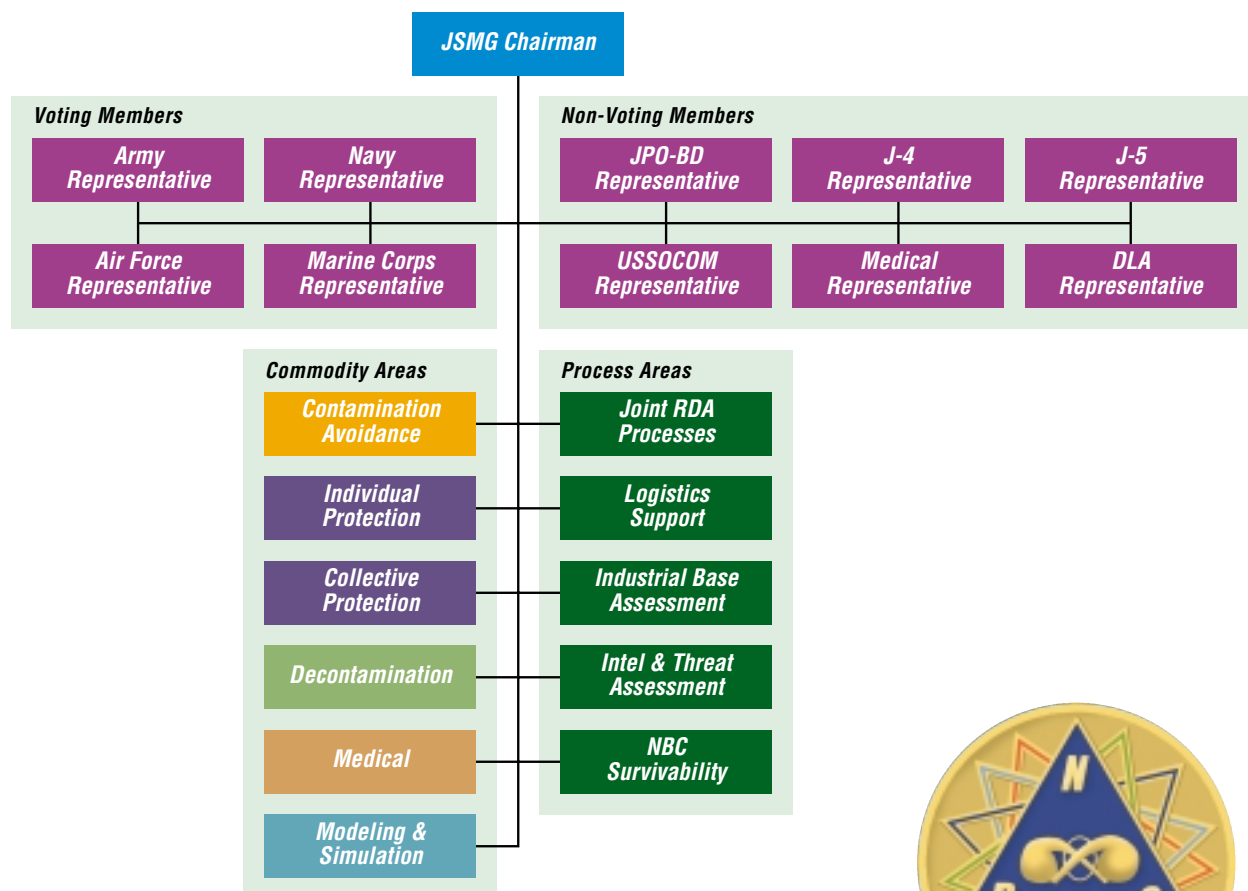 JSMG Chairman
Voting Members
Army
Representative
Navy
Representative
Air Force
Representative
Marine Corps
Representative
Non-Voting Members
JPO-BD
Representative
J-4
Representative
J-5
Representative
USSOCOM
Representative
Medical
Representative
DLA
Representative
Commodity Areas
Contamination
Avoidance
Individual
Protection
Collective
Protection
Decontamination
Medical
Modeling &
Simulation
Process Areas
Joint RDA
Processes
Logistics
Support
Industrial Base
Assessment
Intel & Threat
Assessment
NBC
Survivability
N